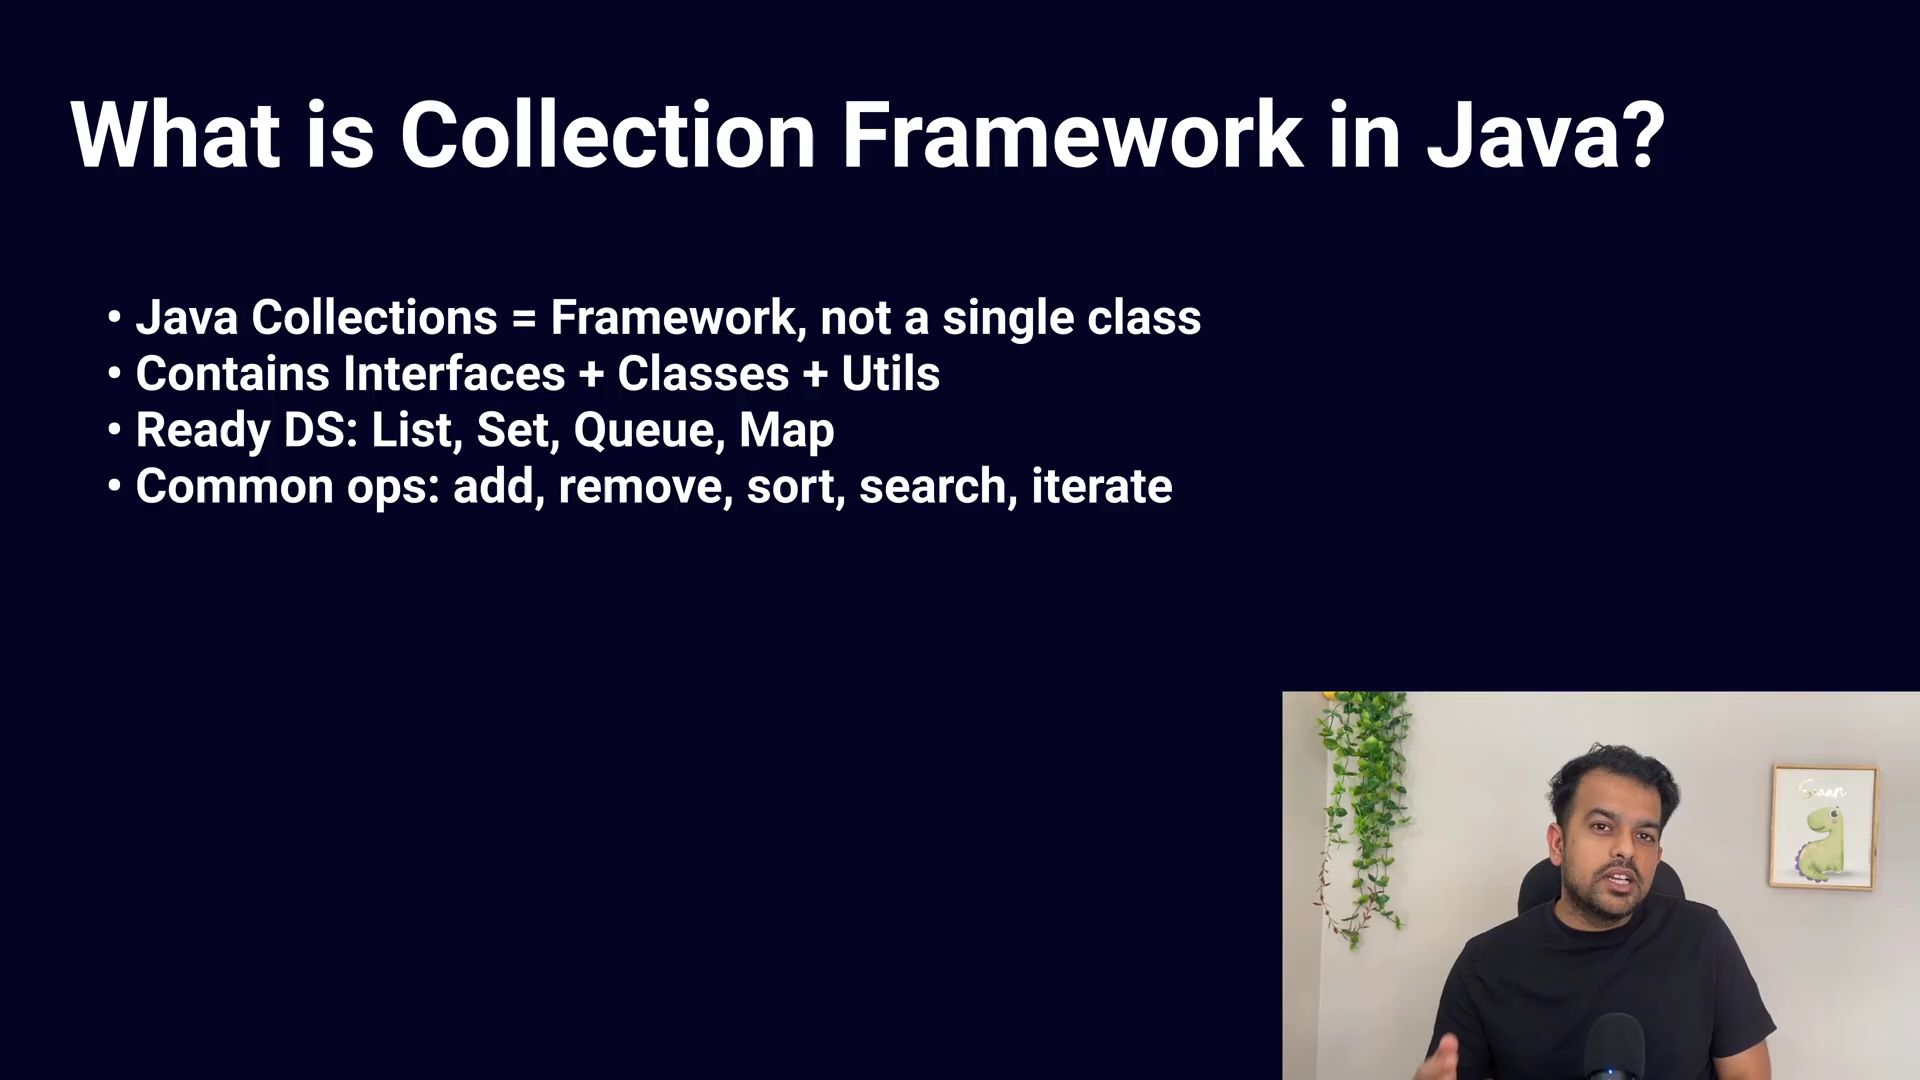 What is Collection Framework in Java?
• Java Collections = Framework, not a single class
• Contains Interfaces + Classes + Utils
• Ready DS: List, Set, Queue, Map
• Common ops: add, remove, sort, search, iterate